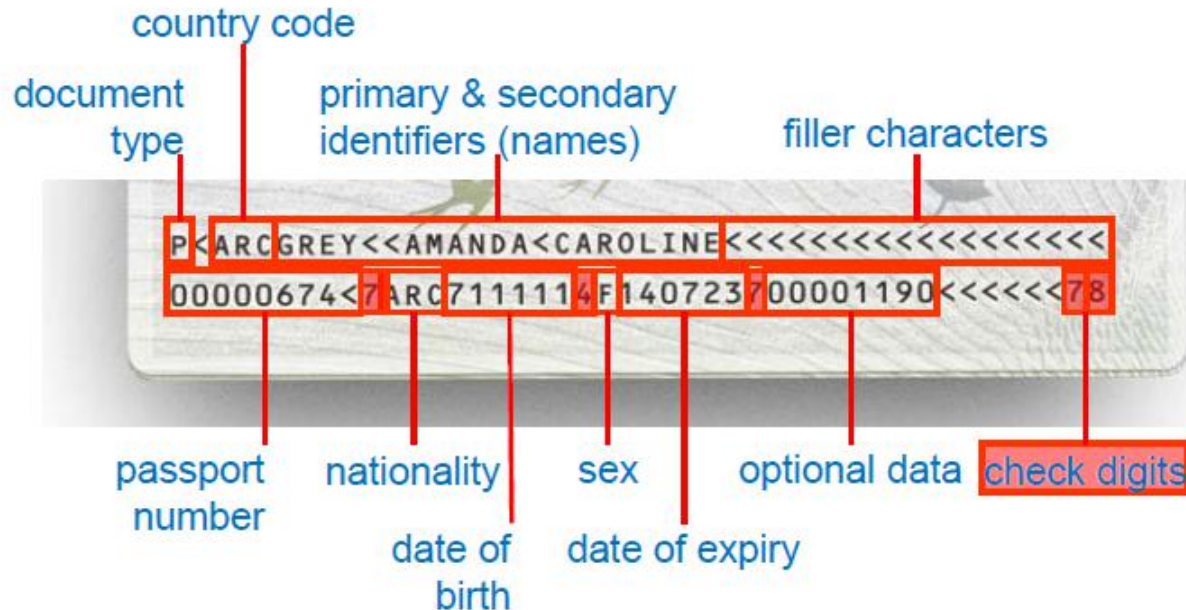 country code
document type
primary & secondary identifiers (names)
filler characters
P<ARCGREY<<AMANDA<CAROLINE<<<<<<<<<<<<<<<<<<
00000674<7ARC7111114F140723700001190<<<<<<78
passport number
nationality
sex
optional data
check digits
date of birth
date of expiry